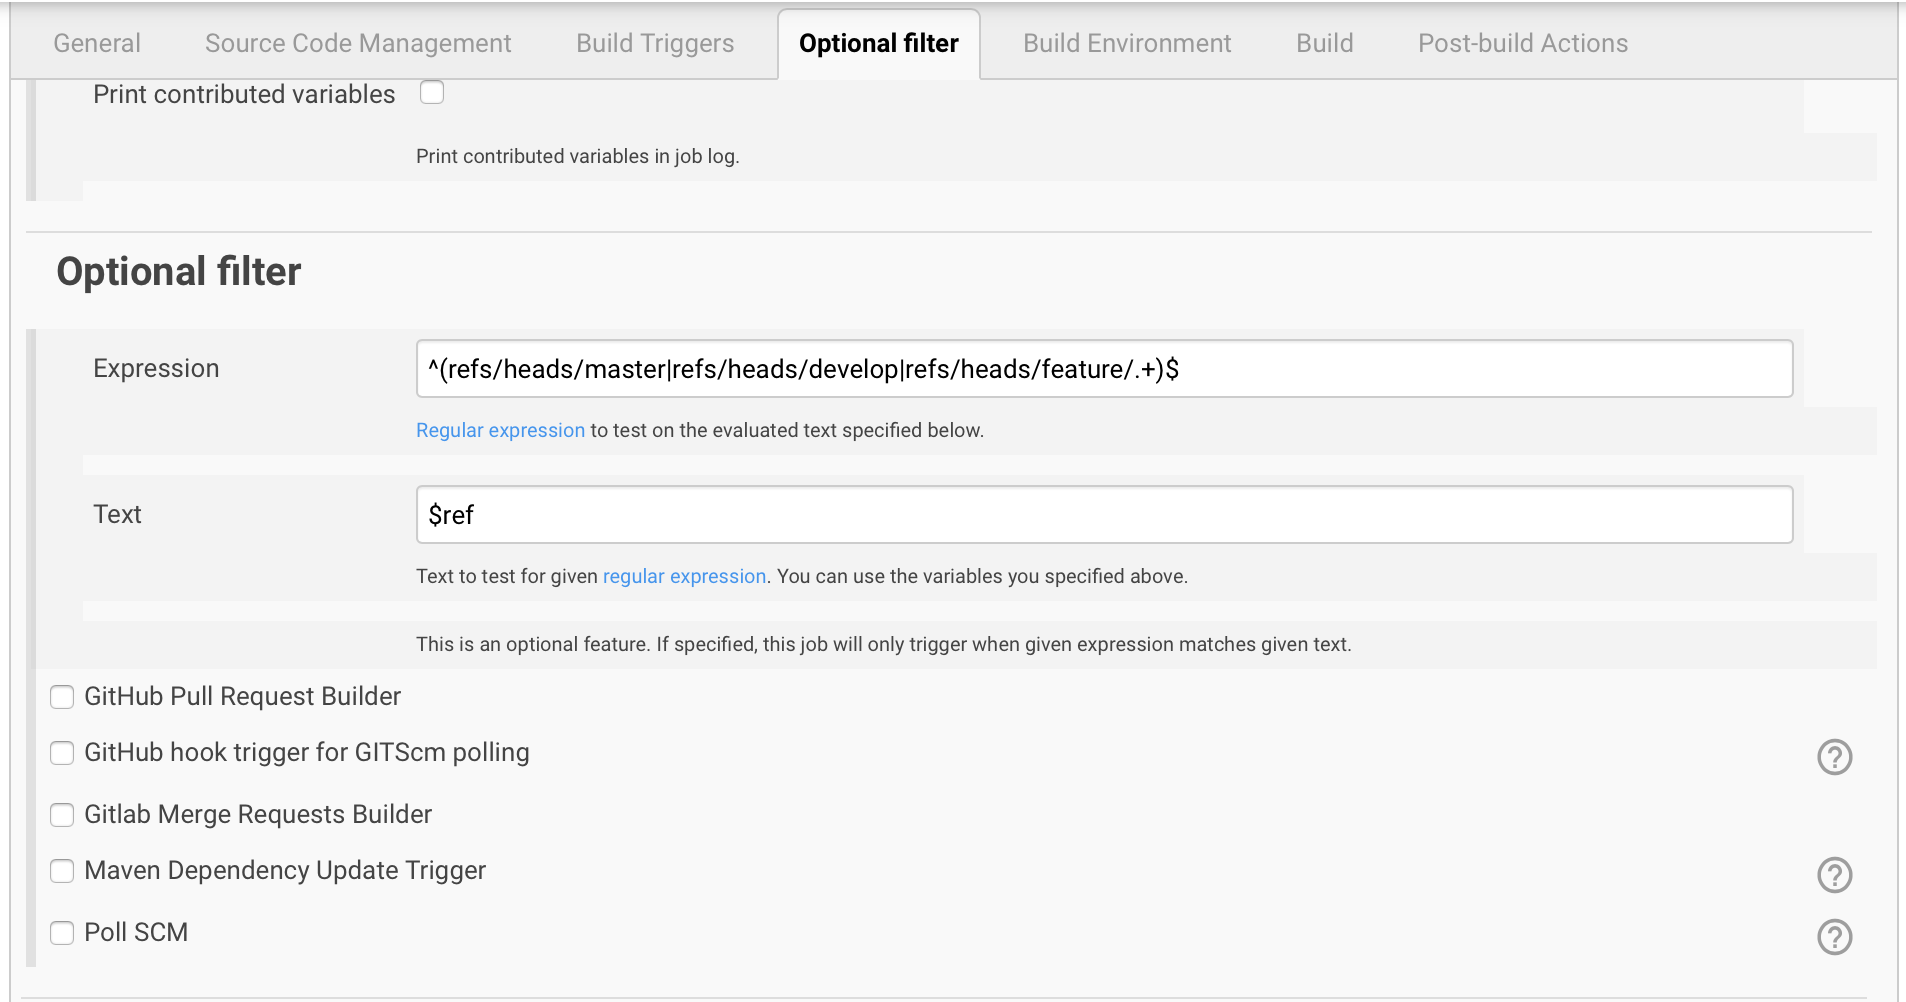 General Source Code Management Build Triggers Optional filter Build Environment Build Post-build Actions
Print contributed variables
Print contributed variables in job log.
Optional filter
Expression ^(refs/heads/master|refs/heads/develop|refs/heads/feature/.+)$
Regular expression to test on the evaluated text specified below.
Text $ref
Text to test for given regular expression. You can use the variables you specified above.
This is an optional feature. If specified, this job will only trigger when given expression matches given text.
GitHub Pull Request Builder
GitHub hook trigger for GITScm polling ?
Gitlab Merge Requests Builder
Maven Dependency Update Trigger ?
Poll SCM ?